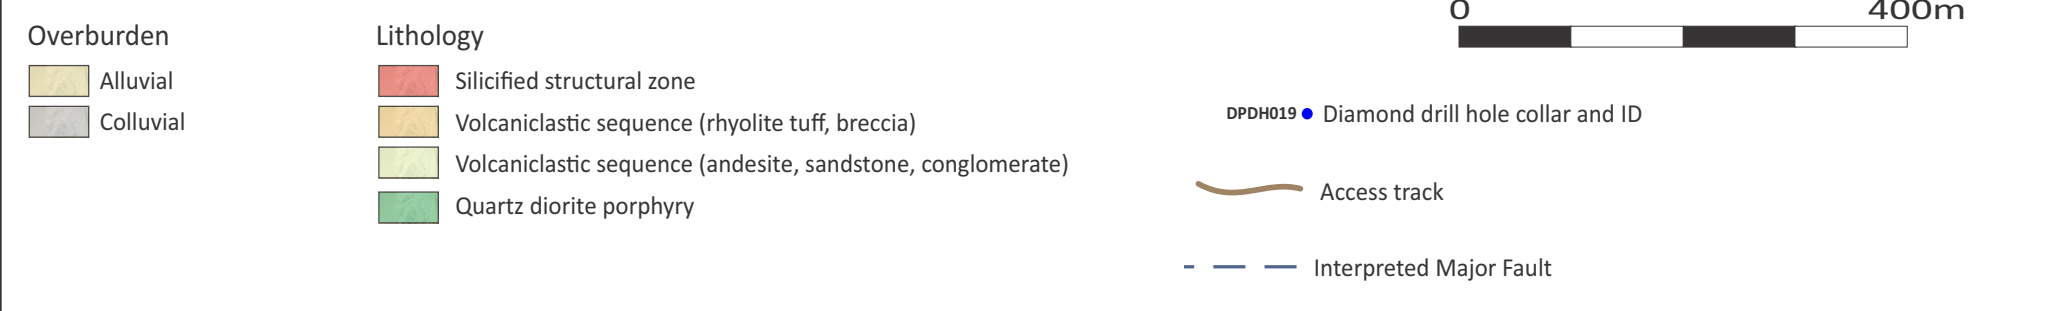 Overburden
Alluvial
Colluvial
Lithology
Silicified structural zone
Volcaniclastic sequence (rhyolite tuff, breccia)
Volcaniclastic sequence (andesite, sandstone, conglomerate)
Quartz diorite porphyry
0 400m
DPDH019 Diamond drill hole collar and ID
Access track
Interpreted Major Fault